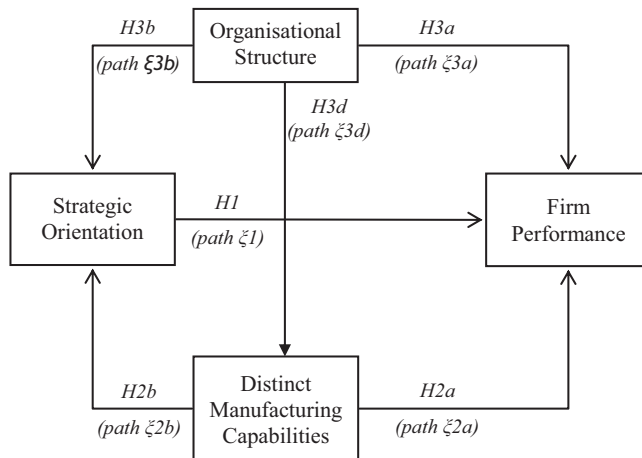 H3b
(path ξ3b)
Organisational
Structure
H3a
(path ξ3a)
H3d
(path ξ3d)
Strategic
Orientation
H1
(path ξ1)
Firm
Performance
H2b
(path ξ2b)
Distinct
Manufacturing
Capabilities
H2a
(path ξ2a)